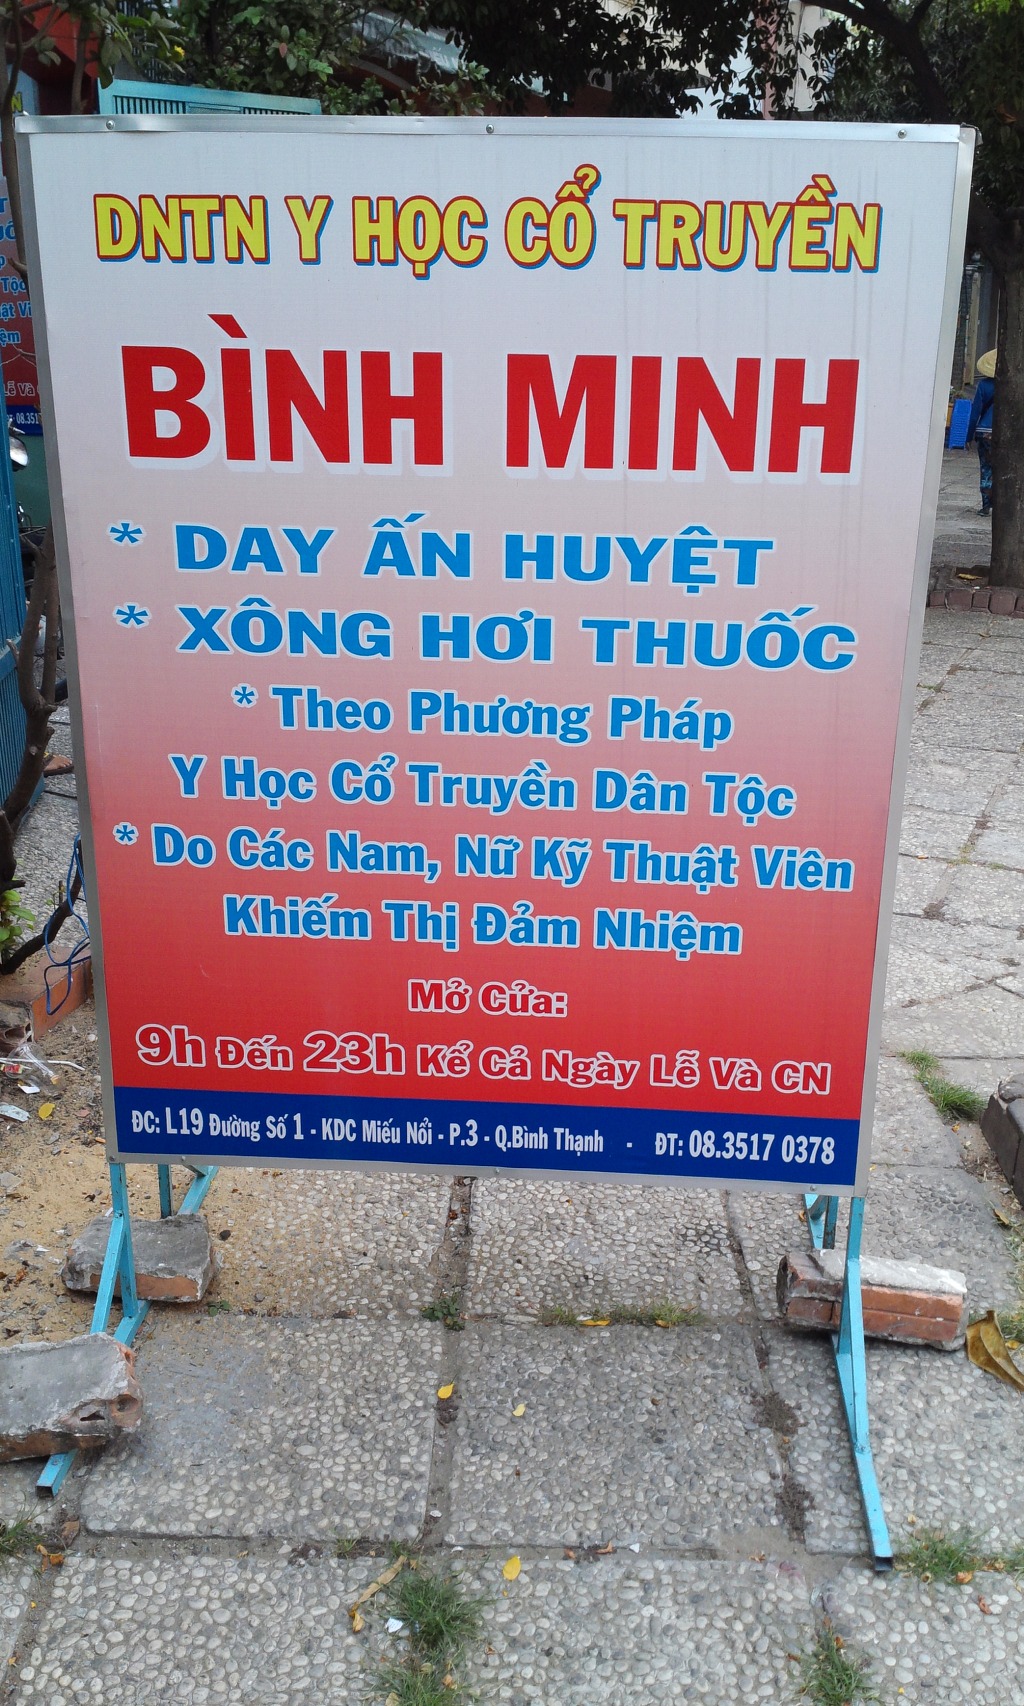 DNTN Y HỌC CỔ TRUYỀN
BÌNH MINH
* DAY ẤN HUYỆT
* XÔNG HƠI THUỐC
* Theo Phương Pháp
Y Học Cổ Truyền Dân Tộc
* Do Các Nam, Nữ Kỹ Thuật Viên
Khiếm Thị Đảm Nhiệm
Mở Cửa:
9h Đến 23h Kể Cả Ngày Lễ Và CN
ĐC: L19 Đường Số 1 - KDC Miếu Nổi - P.3 - Q.Bình Thạnh - ĐT: 08.3517 0378